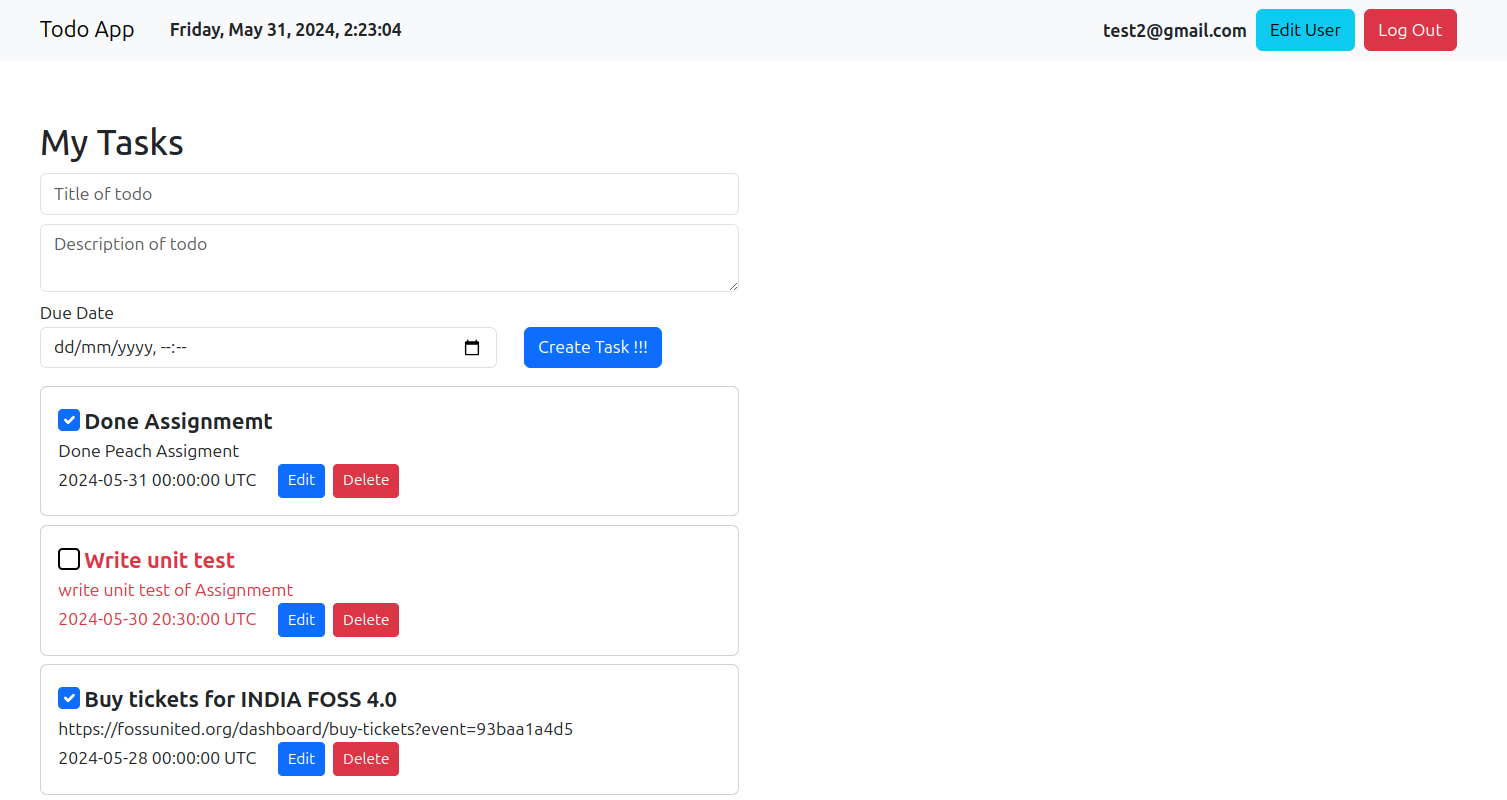 Todo App Friday, May 31, 2024, 2:23:04 test2@gmail.com Edit User Log Out
My Tasks
Title of todo
Description of todo
Due Date
dd/mm/yyyy, --:-- Create Task !!!
Done Assignmemt
Done Peach Assigment
2024-05-31 00:00:00 UTC Edit Delete
Write unit test
write unit test of Assignmemt
2024-05-30 20:30:00 UTC Edit Delete
Buy tickets for INDIA FOSS 4.0
https://fossunited.org/dashboard/buy-tickets?event=93baa1a4d5
2024-05-28 00:00:00 UTC Edit Delete